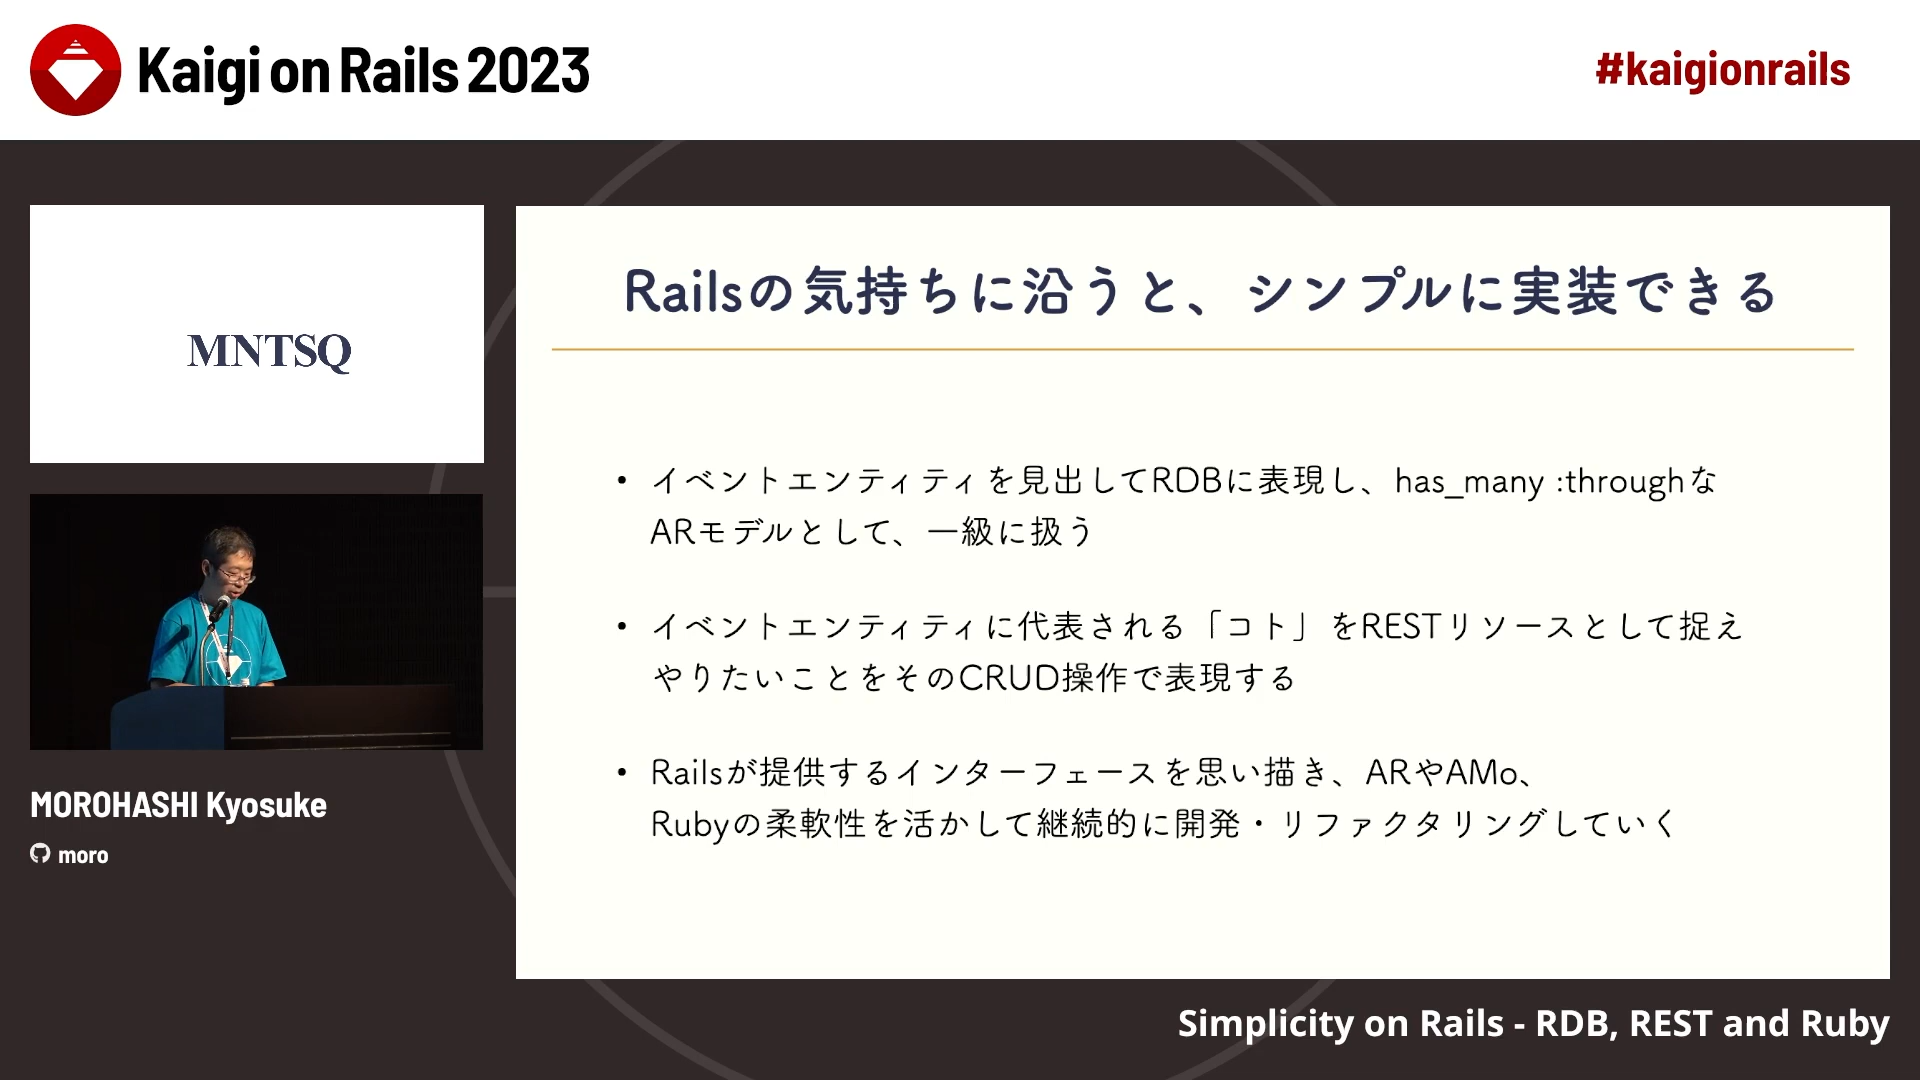 Kaigi on Rails 2023
#kaigionrails
MNTSQ
MOROHASHI Kyosuke
moro
Railsの気持ちに沿うと、シンプルに実装できる
• イベントエンティティを見出してRDBに表現し、has_many :throughな
ARモデルとして、一級に扱う
• イベントエンティティに代表される「コト」をRESTリソースとして捉え
やりたいことをそのCRUD操作で表現する
• Railsが提供するインターフェースを思い描き、ARやAMo、
Rubyの柔軟性を活かして継続的に開発・リファクタリングしていく
Simplicity on Rails - RDB, REST and Ruby